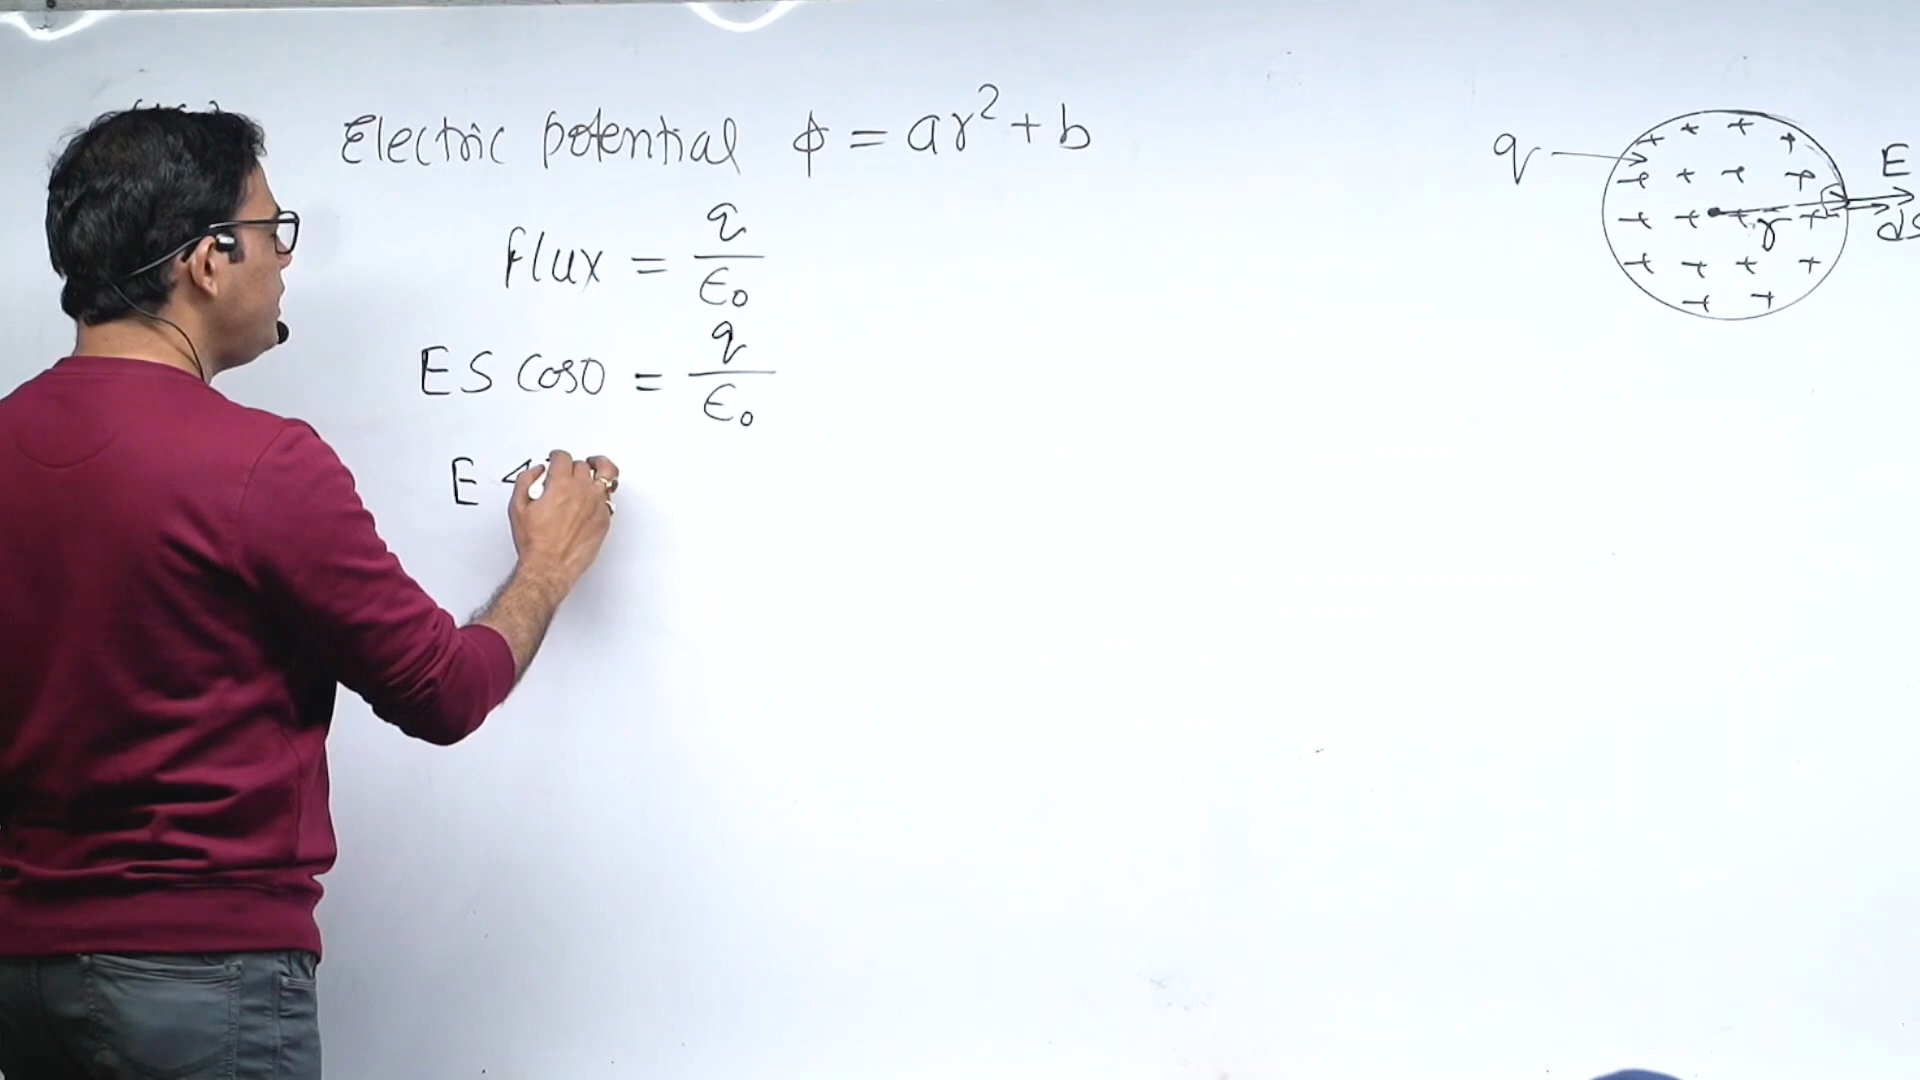 Electric potential ϕ = ar² + b
flux = q/ε₀
ES Cos0 = q/ε₀
E 4
q
+ + + +
E
+ + + +
+ + + r +
ds
+ + + +
+ +